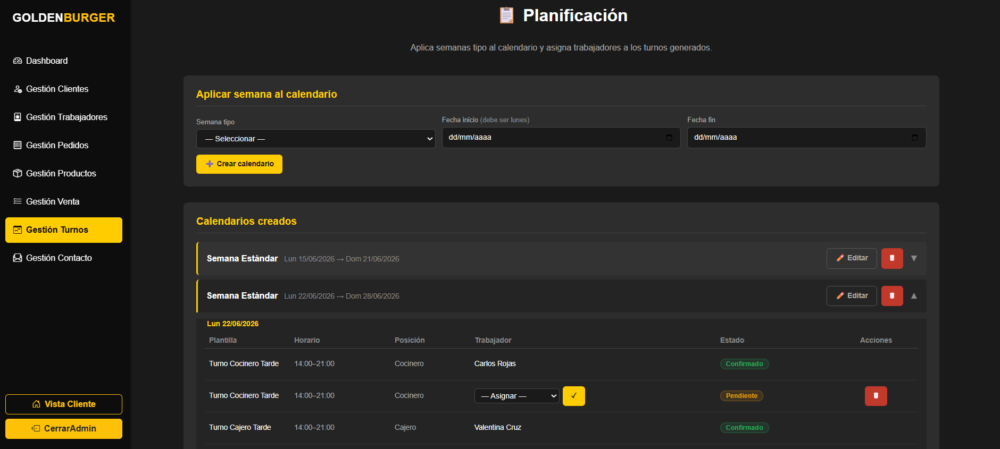 GOLDENBURGER
Dashboard
Gestión Clientes
Gestión Trabajadores
Gestión Pedidos
Gestión Productos
Gestión Venta
Gestión Turnos
Gestión Contacto
Vista Cliente
CerrarAdmin
Planificación
Aplica semanas tipo al calendario y asigna trabajadores a los turnos generados.
Aplicar semana al calendario
Semana tipo
— Seleccionar —
Fecha inicio (debe ser lunes)
dd/mm/aaaa
Fecha fin
dd/mm/aaaa
Crear calendario
Calendarios creados
Semana Estándar Lun 15/06/2026 → Dom 21/06/2026 Editar
Semana Estándar Lun 22/06/2026 → Dom 28/06/2026 Editar
Lun 22/06/2026
Plantilla Horario Posición Trabajador Estado Acciones
Turno Cocinero Tarde 14:00–21:00 Cocinero Carlos Rojas Confirmado
Turno Cocinero Tarde 14:00–21:00 Cocinero — Asignar — Pendiente
Turno Cajero Tarde 14:00–21:00 Cajero Valentina Cruz Confirmado